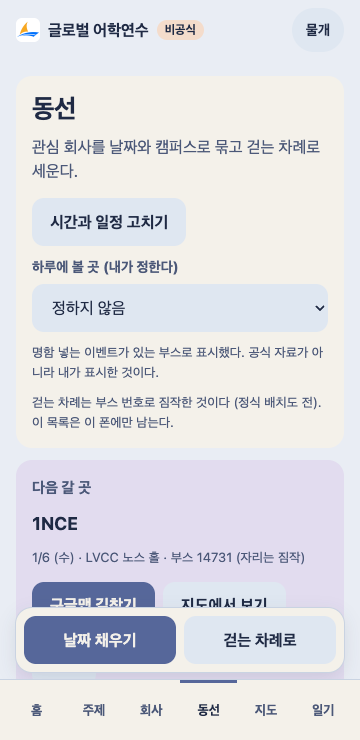 글로벌 어학연수 비공식 물개
동선
관심 회사를 날짜와 캠퍼스로 묶고 걷는 차례로
세운다.
시간과 일정 고치기
하루에 볼 곳 (내가 정한다)
정하지 않음
명함 넣는 이벤트가 있는 부스로 표시했다. 공식 자료가 아
니라 내가 표시한 것이다.
걷는 차례는 부스 번호로 짐작한 것이다 (정식 배치도 전).
이 목록은 이 폰에만 남는다.
다음 갈 곳
1NCE
1/6 (수) · LVCC 노스 홀 · 부스 14731 (자리는 짐작)
구글맵 길찾기 지도에서 보기
날짜 채우기 걷는 차례로
홈 주제 회사 동선 지도 일기